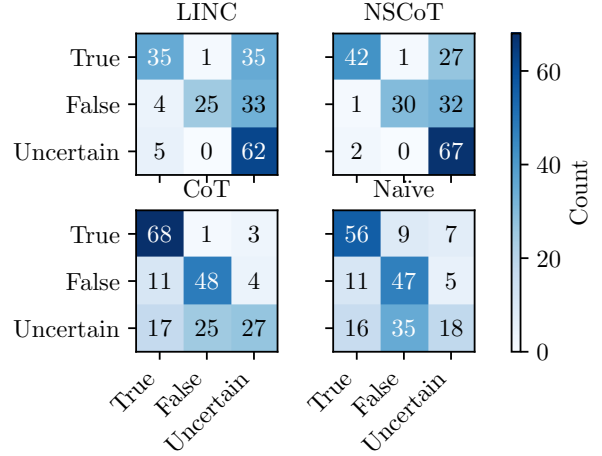 LINC
NSCoT
True 35 1 35
42 1 27
False 4 25 33
1 30 32
Uncertain 5 0 62
2 0 67
CoT
Naïve
True 68 1 3
56 9 7
False 11 48 4
11 47 5
Uncertain 17 25 27
16 35 18
True
False
Uncertain
True
False
Uncertain
60
40
20
0
Count